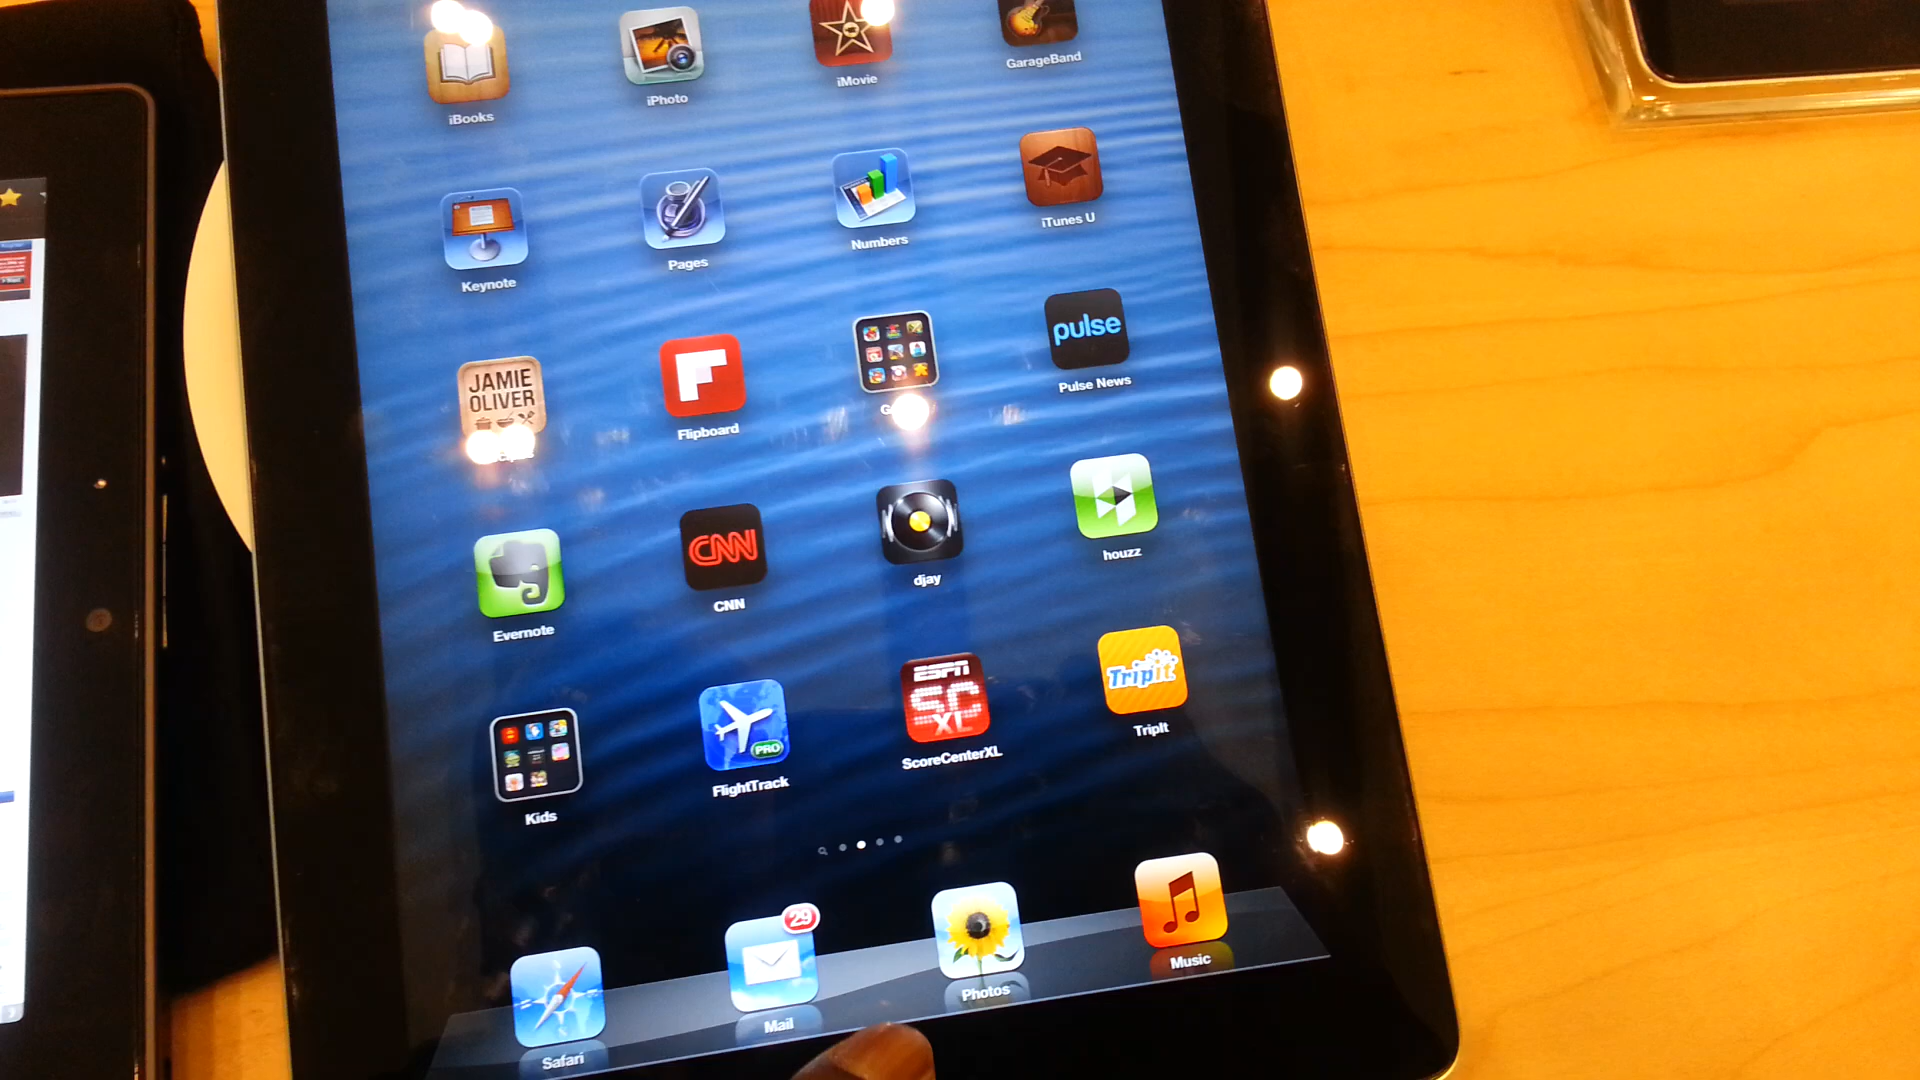 iBooks
iPhoto
iMovie
GarageBand
Keynote
Pages
Numbers
iTunes U
JAMIE
OLIVER
Flipboard
pulse
Pulse News
Evernote
CNN
CNN
djay
houzz
Kids
PRO
FlightTrack
ESPN
SC
XL
ScoreCenterXL
TripIt
TripIt
Safari
29
Mail
Photos
Music